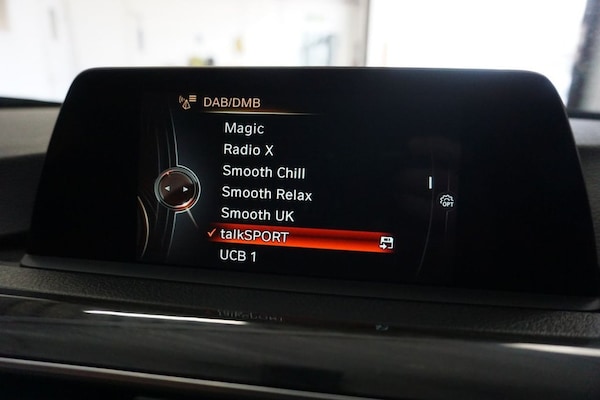 DAB/DMB
Magic
Radio X
Smooth Chill
Smooth Relax
Smooth UK
talkSPORT
UCB 1
OPT